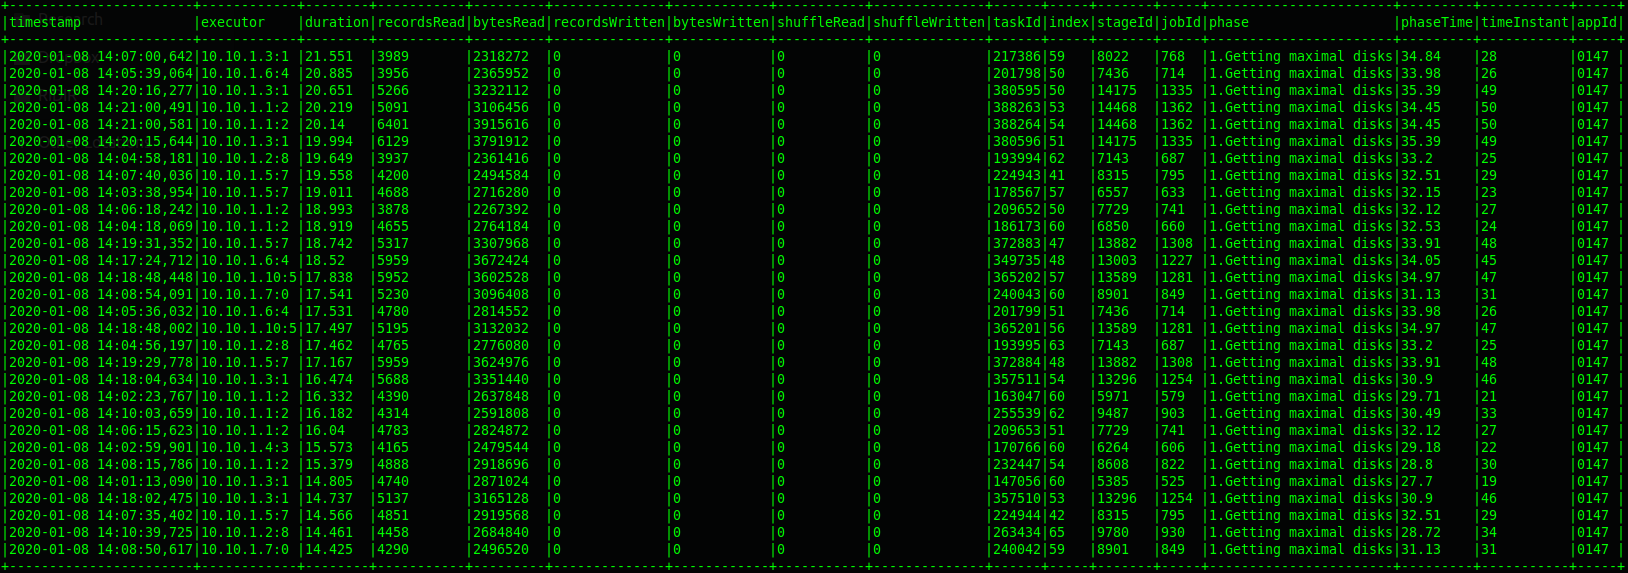 +-----------------------+------------+--------+-----------+---------+--------------+------------+-----------+--------------+------+-----+-------+-----+-----------------------+---------+-----------+-----+
|timestamp              |executor    |duration|recordsRead|bytesRead|recordsWritten|bytesWritten|shuffleRead|shuffleWritten|taskId|index|stageId|jobId|phase                  |phaseTime|timeInstant|appId|
+-----------------------+------------+--------+-----------+---------+--------------+------------+-----------+--------------+------+-----+-------+-----+-----------------------+---------+-----------+-----+
|2020-01-08 14:07:00,642|10.10.1.3:1 |21.551  |3989       |2318272  |0             |0           |0          |0             |217386|59   |8022   |768  |1.Getting maximal disks|34.84    |28         |0147 |
|2020-01-08 14:05:39,064|10.10.1.6:4 |20.885  |3956       |2365952  |0             |0           |0          |0             |201798|50   |7436   |714  |1.Getting maximal disks|33.98    |26         |0147 |
|2020-01-08 14:20:16,277|10.10.1.3:1 |20.651  |5266       |3232112  |0             |0           |0          |0             |380595|50   |14175  |1335 |1.Getting maximal disks|35.39    |49         |0147 |
|2020-01-08 14:21:00,491|10.10.1.1:2 |20.219  |5091       |3106456  |0             |0           |0          |0             |388263|53   |14468  |1362 |1.Getting maximal disks|34.45    |50         |0147 |
|2020-01-08 14:21:00,581|10.10.1.1:2 |20.14   |6401       |3915616  |0             |0           |0          |0             |388264|54   |14468  |1362 |1.Getting maximal disks|34.45    |50         |0147 |
|2020-01-08 14:20:15,644|10.10.1.3:1 |19.994  |6129       |3791912  |0             |0           |0          |0             |380596|51   |14175  |1335 |1.Getting maximal disks|35.39    |49         |0147 |
|2020-01-08 14:04:58,181|10.10.1.2:8 |19.649  |3937       |2361416  |0             |0           |0          |0             |193994|62   |7143   |687  |1.Getting maximal disks|33.2     |25         |0147 |
|2020-01-08 14:07:40,036|10.10.1.5:7 |19.558  |4200       |2494584  |0             |0           |0          |0             |224943|41   |8315   |795  |1.Getting maximal disks|32.51    |29         |0147 |
|2020-01-08 14:03:38,954|10.10.1.5:7 |19.011  |4688       |2716280  |0             |0           |0          |0             |178567|57   |6557   |633  |1.Getting maximal disks|32.15    |23         |0147 |
|2020-01-08 14:06:18,242|10.10.1.1:2 |18.993  |3878       |2267392  |0             |0           |0          |0             |209652|50   |7729   |741  |1.Getting maximal disks|32.12    |27         |0147 |
|2020-01-08 14:04:18,069|10.10.1.1:2 |18.919  |4655       |2764184  |0             |0           |0          |0             |186173|60   |6850   |660  |1.Getting maximal disks|32.53    |24         |0147 |
|2020-01-08 14:19:31,352|10.10.1.5:7 |18.742  |5317       |3307968  |0             |0           |0          |0             |372883|47   |13882  |1308 |1.Getting maximal disks|33.91    |48         |0147 |
|2020-01-08 14:17:24,712|10.10.1.6:4 |18.52   |5959       |3672424  |0             |0           |0          |0             |349735|48   |13003  |1227 |1.Getting maximal disks|34.05    |45         |0147 |
|2020-01-08 14:18:48,448|10.10.1.10:5|17.838  |5952       |3602528  |0             |0           |0          |0             |365202|57   |13589  |1281 |1.Getting maximal disks|34.97    |47         |0147 |
|2020-01-08 14:08:54,091|10.10.1.7:0 |17.541  |5230       |3096408  |0             |0           |0          |0             |240043|60   |8901   |849  |1.Getting maximal disks|31.13    |31         |0147 |
|2020-01-08 14:05:36,032|10.10.1.6:4 |17.531  |4780       |2814552  |0             |0           |0          |0             |201799|51   |7436   |714  |1.Getting maximal disks|33.98    |26         |0147 |
|2020-01-08 14:18:48,002|10.10.1.10:5|17.497  |5195       |3132032  |0             |0           |0          |0             |365201|56   |13589  |1281 |1.Getting maximal disks|34.97    |47         |0147 |
|2020-01-08 14:04:56,197|10.10.1.2:8 |17.462  |4765       |2776080  |0             |0           |0          |0             |193995|63   |7143   |687  |1.Getting maximal disks|33.2     |25         |0147 |
|2020-01-08 14:19:29,778|10.10.1.5:7 |17.167  |5959       |3624976  |0             |0           |0          |0             |372884|48   |13882  |1308 |1.Getting maximal disks|33.91    |48         |0147 |
|2020-01-08 14:18:04,634|10.10.1.3:1 |16.474  |5688       |3351440  |0             |0           |0          |0             |357511|54   |13296  |1254 |1.Getting maximal disks|30.9     |46         |0147 |
|2020-01-08 14:02:23,767|10.10.1.1:2 |16.332  |4390       |2637848  |0             |0           |0          |0             |163047|60   |5971   |579  |1.Getting maximal disks|29.71    |21         |0147 |
|2020-01-08 14:10:03,659|10.10.1.1:2 |16.182  |4314       |2591808  |0             |0           |0          |0             |255539|62   |9487   |903  |1.Getting maximal disks|30.49    |33         |0147 |
|2020-01-08 14:06:15,623|10.10.1.1:2 |16.04   |4783       |2824872  |0             |0           |0          |0             |209653|51   |7729   |741  |1.Getting maximal disks|32.12    |27         |0147 |
|2020-01-08 14:02:59,901|10.10.1.4:3 |15.573  |4165       |2479544  |0             |0           |0          |0             |170766|60   |6264   |606  |1.Getting maximal disks|29.18    |22         |0147 |
|2020-01-08 14:08:15,786|10.10.1.1:2 |15.379  |4888       |2918696  |0             |0           |0          |0             |232447|54   |8608   |822  |1.Getting maximal disks|28.8     |30         |0147 |
|2020-01-08 14:01:13,090|10.10.1.3:1 |14.805  |4740       |2871024  |0             |0           |0          |0             |147056|60   |5385   |525  |1.Getting maximal disks|27.7     |19         |0147 |
|2020-01-08 14:18:02,475|10.10.1.3:1 |14.737  |5137       |3165128  |0             |0           |0          |0             |357510|53   |13296  |1254 |1.Getting maximal disks|30.9     |46         |0147 |
|2020-01-08 14:07:35,402|10.10.1.5:7 |14.566  |4851       |2919568  |0             |0           |0          |0             |224944|42   |8315   |795  |1.Getting maximal disks|32.51    |29         |0147 |
|2020-01-08 14:10:39,725|10.10.1.2:8 |14.461  |4458       |2684840  |0             |0           |0          |0             |263434|65   |9780   |930  |1.Getting maximal disks|28.72    |34         |0147 |
|2020-01-08 14:08:50,617|10.10.1.7:0 |14.425  |4290       |2496520  |0             |0           |0          |0             |240042|59   |8901   |849  |1.Getting maximal disks|31.13    |31         |0147 |
+-----------------------+------------+--------+-----------+---------+--------------+------------+-----------+--------------+------+-----+-------+-----+-----------------------+---------+-----------+-----+